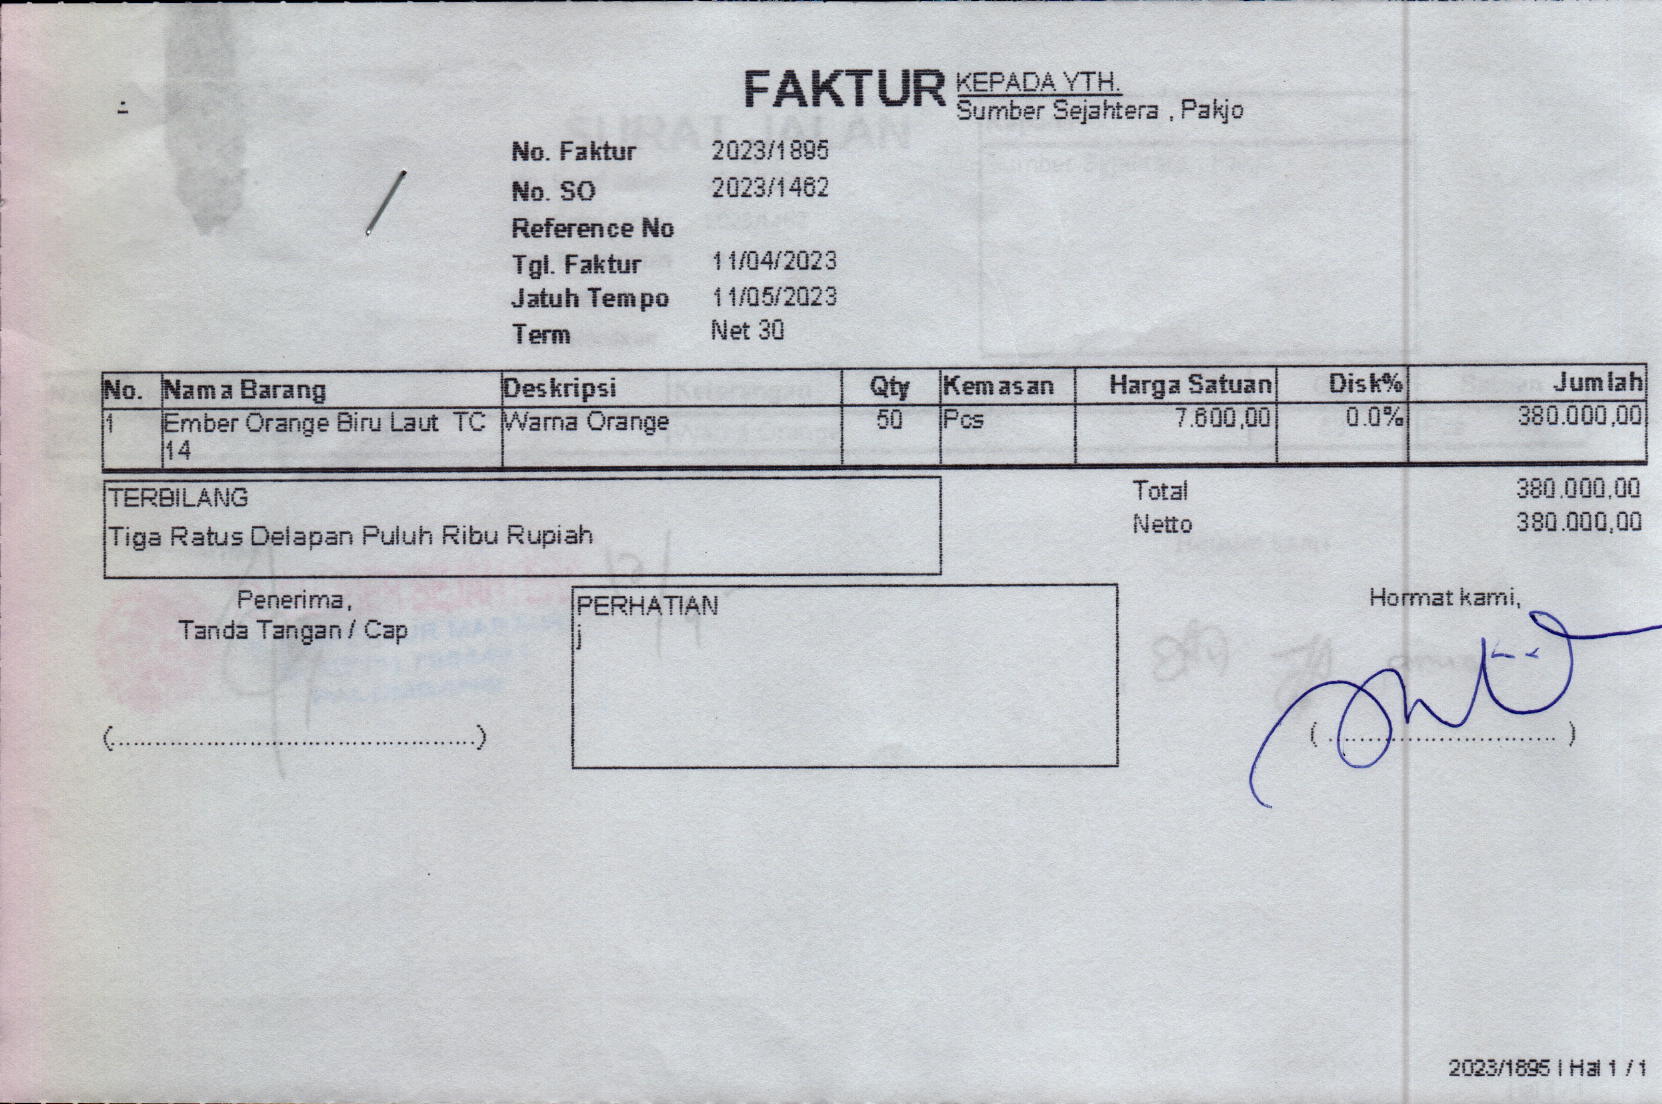 FAKTUR
KEPADA YTH.
Sumber Sejahtera , Pakjo
No. Faktur 2023/1895
No. SO 2023/1462
Reference No
Tgl. Faktur 11/04/2023
Jatuh Tempo 11/05/2023
Term Net 30
No. Nama Barang Deskripsi Qty Kemasan Harga Satuan Disk% Jumlah
1 Ember Orange Biru Laut TC Warna Orange 50 Pcs 7.600,00 0.0% 380.000,00
14
TERBILANG
Tiga Ratus Delapan Puluh Ribu Rupiah
Total 380.000,00
Netto 380.000,00
Penerima,
Tanda Tangan / Cap
(................................................)
PERHATIAN
j
Hormat kami,
(..............................)
2023/1895 | Hal 1 / 1
SURAT JALAN